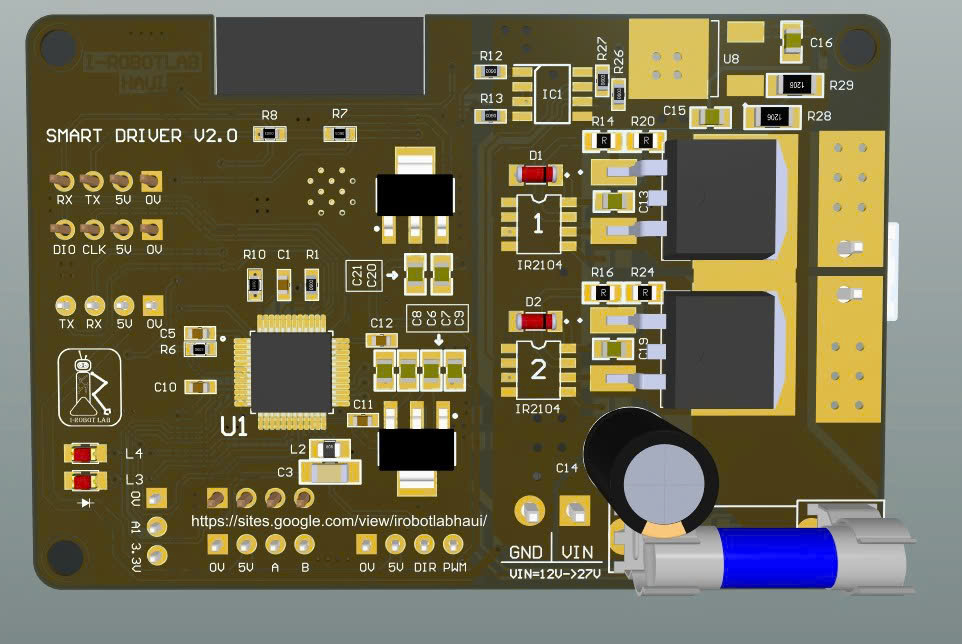 I-ROBOTLAB
HAUI
SMART DRIVER V2.0
R8
R7
R12
R13
IC1
R27
R26
U8
C16
R29
1206
R28
1206
C15
R14
R20
D1
C13
1
IR2104
RX
TX
5V
0V
DIO
CLK
5V
0V
R10
C1
R1
C21
C20
R16
R24
D2
C19
2
IR2104
TX
RX
5V
0V
C5
R6
C10
C12
C8
C6
C7
C9
C11
U1
I-ROBOT LAB
L2
C3
C14
L4
L3
0V
A1
3.3V
https://sites.google.com/view/irobotlabhaui/
0V
5V
A
B
0V
5V
DIR
PWM
GND
VIN
VIN=12V->27V